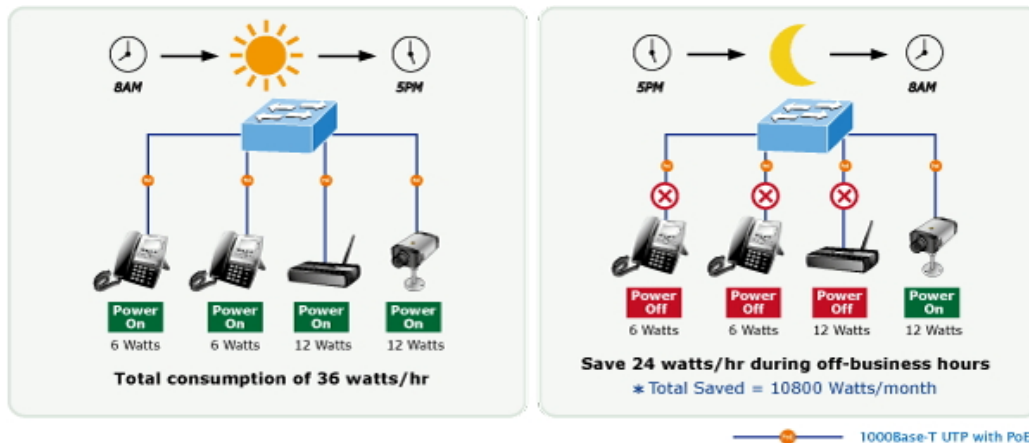 8AM
5PM
Power On
Power On
Power On
Power On
6 Watts
6 Watts
12 Watts
12 Watts
Total consumption of 36 watts/hr
5PM
8AM
Power Off
Power Off
Power Off
Power On
6 Watts
6 Watts
12 Watts
12 Watts
Save 24 watts/hr during off-business hours
* Total Saved = 10800 Watts/month
PoE
1000Base-T UTP with PoE